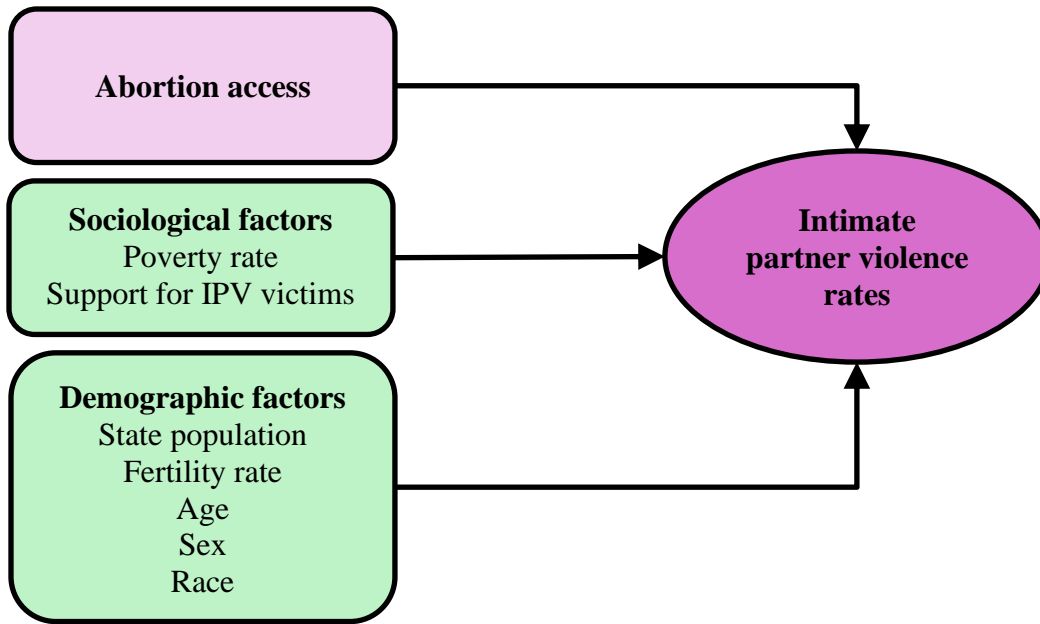 Abortion access
Sociological factors
Poverty rate
Support for IPV victims
Demographic factors
State population
Fertility rate
Age
Sex
Race
Intimate
partner violence
rates